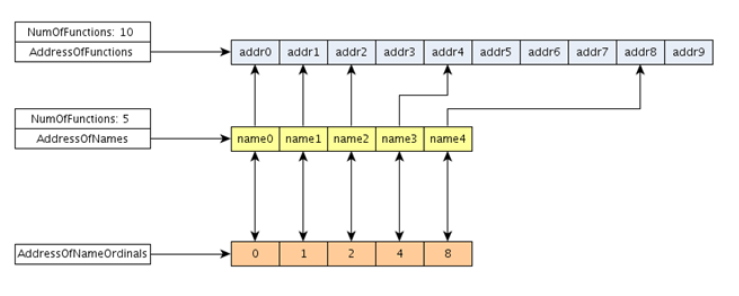 NumOfFunctions: 10
AddressOfFunctions
addr0 addr1 addr2 addr3 addr4 addr5 addr6 addr7 addr8 addr9
NumOfFunctions: 5
AddressOfNames
name0 name1 name2 name3 name4
AddressOfNameOrdinals
0 1 2 4 8